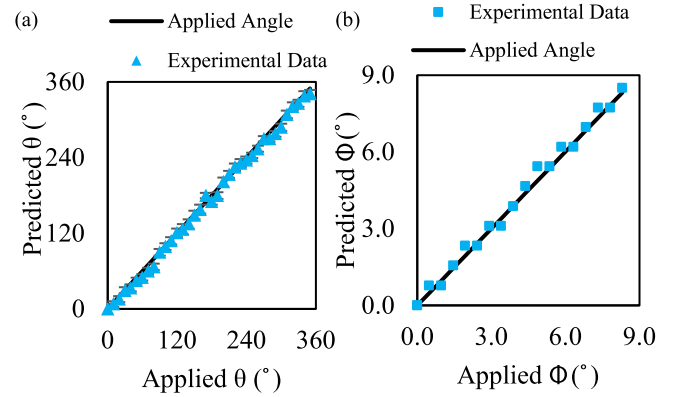 (a)
Applied Angle
Experimental Data
Predicted θ (˚)
360
240
120
0
0 120 240 360
Applied θ (˚)
(b)
Experimental Data
Applied Angle
Predicted Φ (˚)
9.0
6.0
3.0
0.0
0.0 3.0 6.0 9.0
Applied Φ (˚)